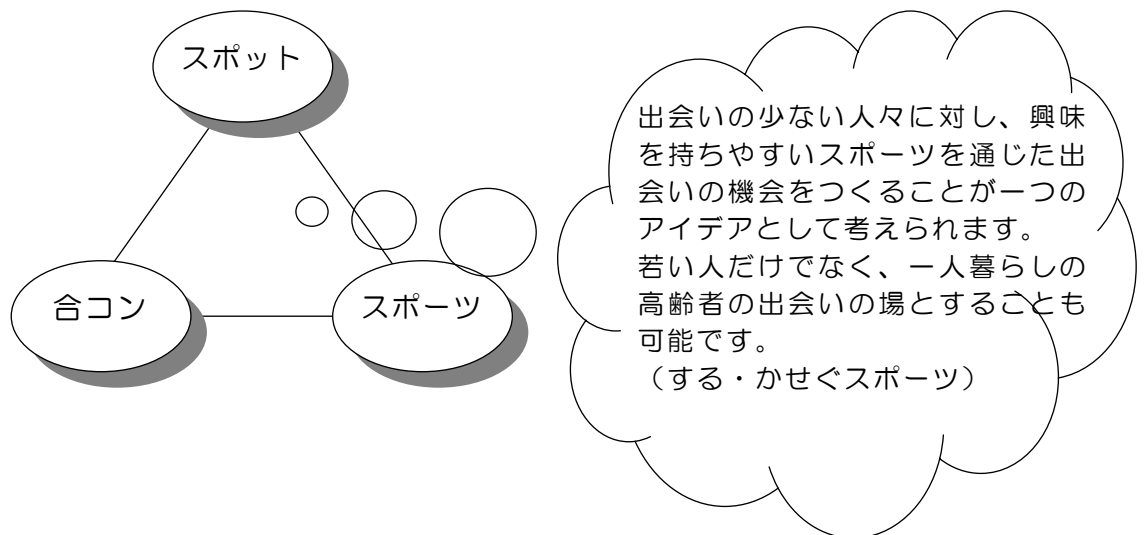 スポット
合コン
スポーツ
出会いの少ない人々に対し、興味
を持ちやすいスポーツを通じた出
会いの機会をつくることが一つの
アイデアとして考えられます。
若い人だけでなく、一人暮らしの
高齢者の出会いの場とすることも
可能です。
（する・かせぐスポーツ）